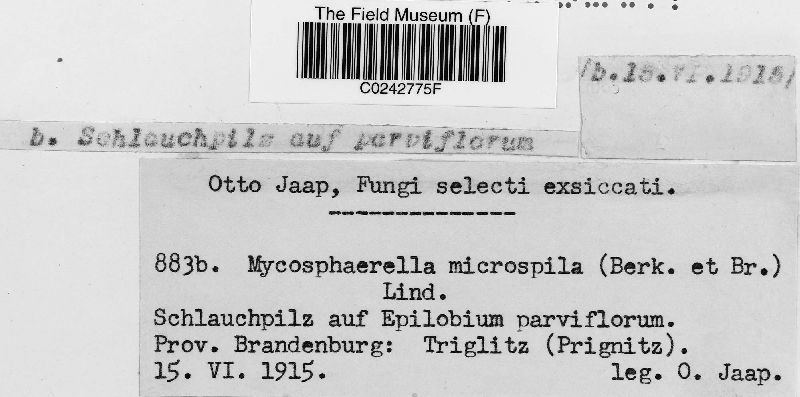 The Field Museum (F)
C0242775F
/b.15.VI.1915/
b. Schlauchpilz auf parviflorum
Otto Jaap, Fungi selecti exsiccati.
---------------
883b. Mycosphaerella microspila (Berk. et Br.)
Lind.
Schlauchpilz auf Epilobium parviflorum.
Prov. Brandenburg: Triglitz (Prignitz).
15. VI. 1915. leg. O. Jaap.